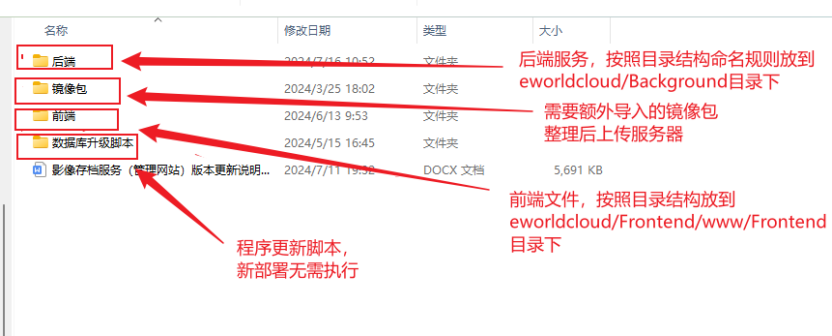 名称 修改日期 类型 大小
后端 2024/7/16 10:52 文件夹
镜像包 2024/3/25 18:02 文件夹
前端 2024/6/13 9:53 文件夹
数据库升级脚本 2024/5/15 16:45 文件夹
影像存档服务（管理网站）版本更新说明... 2024/7/11 19:32 DOCX 文档 5,691 KB
后端服务，按照目录结构命名规则放到
eworldcloud/Background目录下
需要额外导入的镜像包
整理后上传服务器
前端文件，按照目录结构放到
eworldcloud/Frontend/www/Frontend
目录下
程序更新脚本，
新部署无需执行